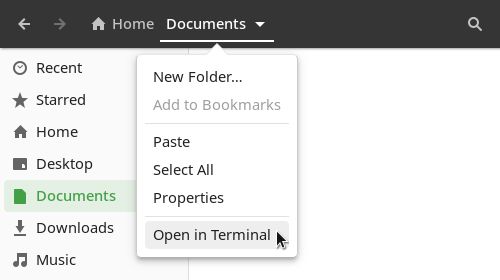 Home Documents
Recent
Starred
Home
Desktop
Documents
Downloads
Music
New Folder...
Add to Bookmarks
Paste
Select All
Properties
Open in Terminal